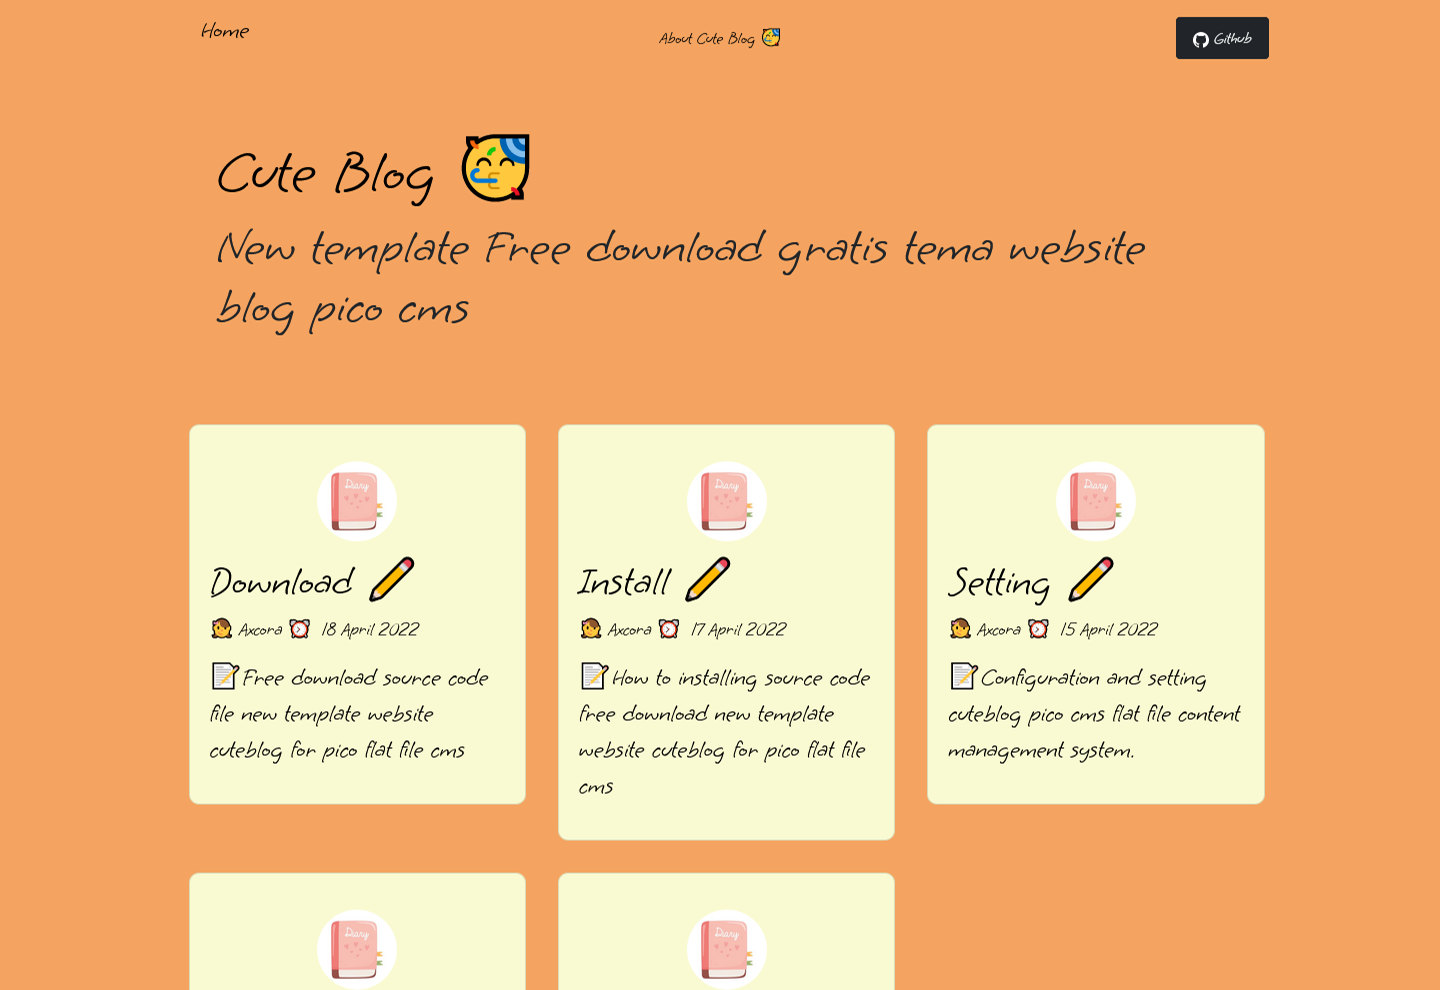 Home
About Cute Blog 🥳
Github
Cute Blog 🥳
New template Free download gratis tema website
blog pico cms
Diary
Download ✏️
Axcora ⏰ 18 April 2022
📝Free download source code
file new template website
cuteblog for pico flat file cms
Diary
Install ✏️
Axcora ⏰ 17 April 2022
📝How to installing source code
free download new template
website cuteblog for pico flat file
cms
Diary
Setting ✏️
Axcora ⏰ 15 April 2022
📝Configuration and setting
cuteblog pico cms flat file content
management system.
Diary
Diary